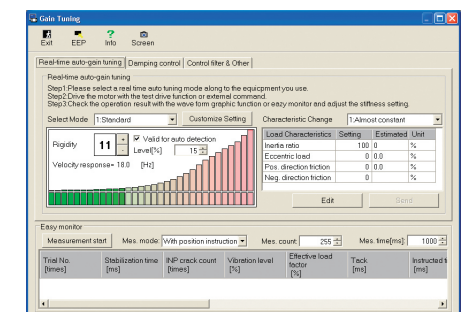 Gain Tuning
Exit EEP Info Screen
Real-time auto-gain tuning Damping control Control filter & Other
Real-time auto-gain tuning
Step1:Please select a real time auto tuning mode along to the ecuipment you use.
Step2:Drive the motor with the test drive function or external command.
Step3:Check the operation result with the wave form graphic function or eazy monitor and adjust the stiffness setting.
Select Mode 1:Standard Customize Setting Characteristic Change 1:Almost constant
Rigidity 11 + - Valid for auto detection
Level[%] 15
Velocity response= 18.0 [Hz]
Load Characteristics Setting Estimated Unit
Inertia ratio 100 0 %
Eccentric load 0 0.0 %
Pos. direction friction 0 0.0 %
Neg. direction friction 0 %
Edit Send
Easy monitor
Measurement start Mes. mode: With position instruction Mes. count: 255 Mes. time[ms]: 1000
Trial No. [times] Stabilization time [ms] INP crack count [times] Vibration level [%] Effective load factor [%] Tack [ms] Instructed ti